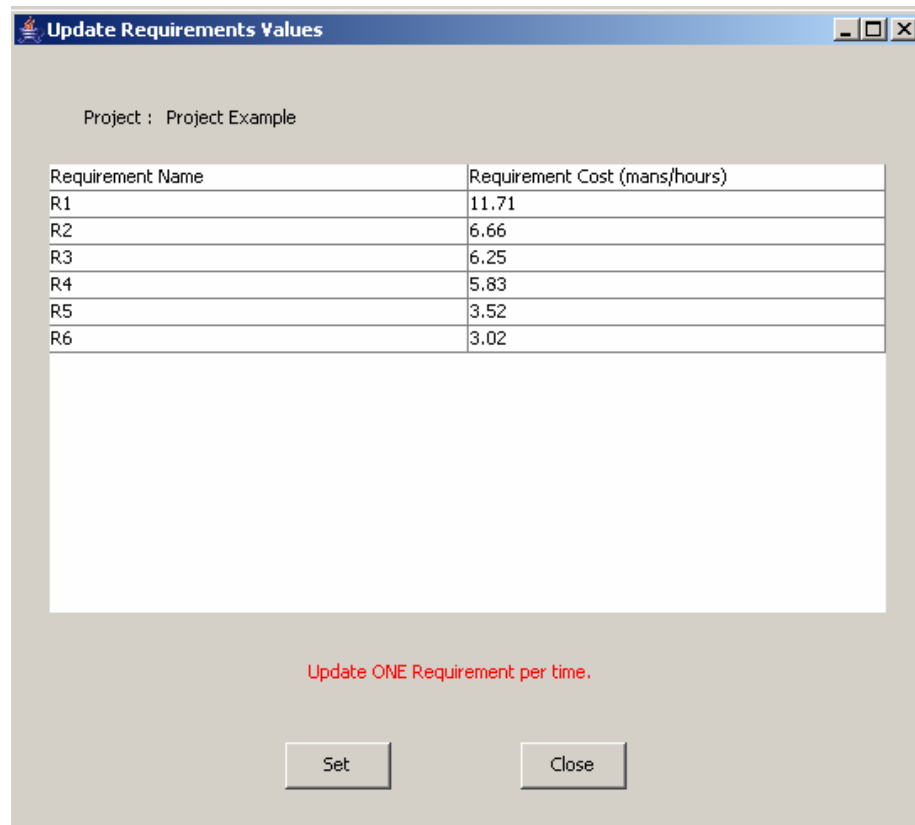 Update Requirements Values
Project : Project Example
Requirement Name Requirement Cost (mans/hours)
R1 11.71
R2 6.66
R3 6.25
R4 5.83
R5 3.52
R6 3.02
Update ONE Requirement per time.
Set Close